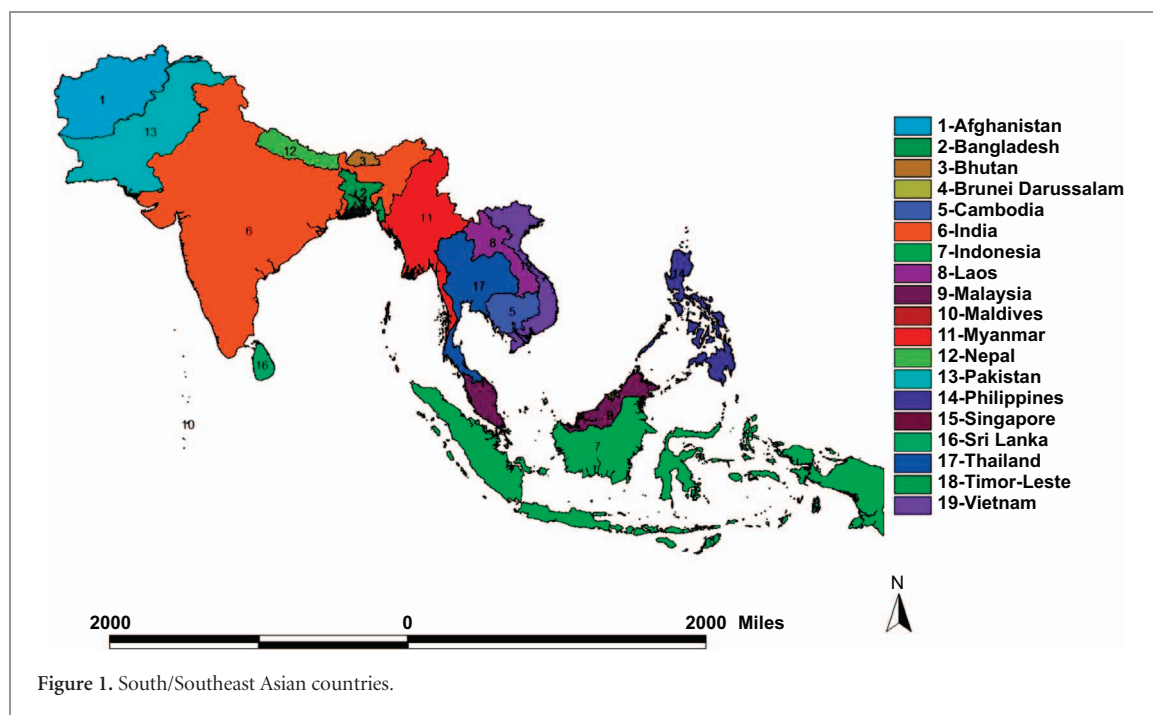 1
13
12
3
2
6
11
8
19
17
5
14
16
10
9
7
1-Afghanistan
2-Bangladesh
3-Bhutan
4-Brunei Darussalam
5-Cambodia
6-India
7-Indonesia
8-Laos
9-Malaysia
10-Maldives
11-Myanmar
12-Nepal
13-Pakistan
14-Philippines
15-Singapore
16-Sri Lanka
17-Thailand
18-Timor-Leste
19-Vietnam
N
2000 0 2000 Miles
Figure 1. South/Southeast Asian countries.